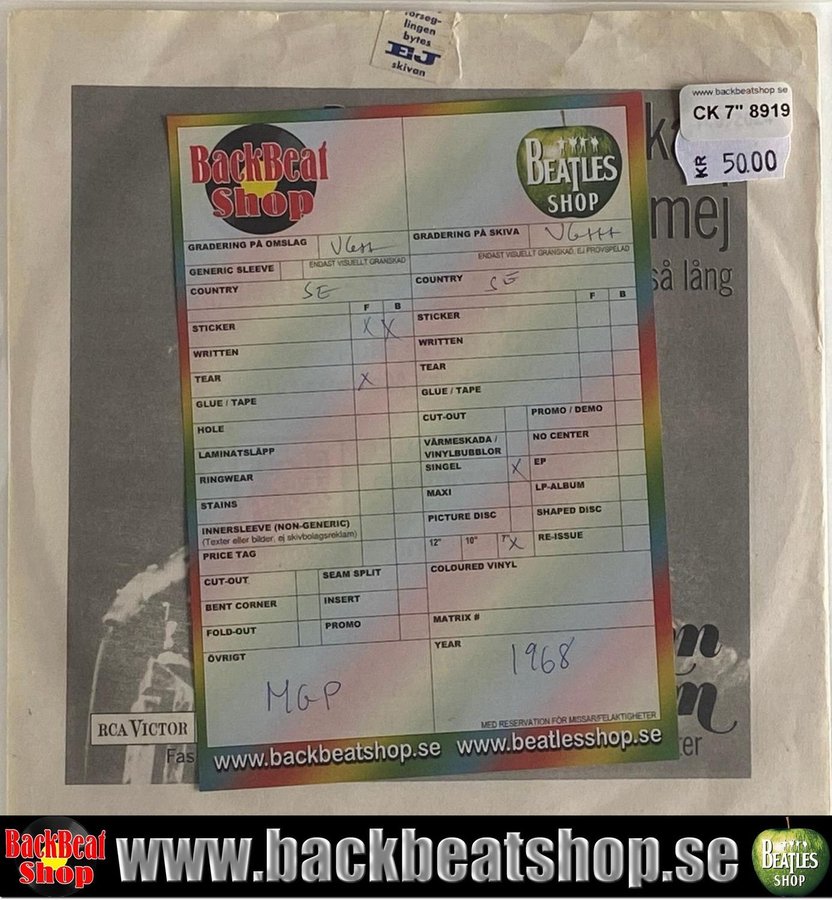 förseg-
lingen
bytes
EJ
skivan
www.backbeatshop.se
CK 7" 8919
KR 50.00
mej
så lång
BackBeat
Shop
BEATLES
SHOP
GRADERING PÅ OMSLAG VG++
GRADERING PÅ SKIVA VG+++
ENDAST VISUELLT GRANSKAD
ENDAST VISUELLT GRANSKAD, EJ PROVSPELAD
GENERIC SLEEVE
COUNTRY SE
COUNTRY SE
F B
F B
STICKER X X
STICKER
WRITTEN
WRITTEN
TEAR X
TEAR
GLUE / TAPE
GLUE / TAPE
HOLE
CUT-OUT
PROMO / DEMO
LAMINATSLÄPP
VÄRMESKADA /
VINYLBUBBLOR
NO CENTER
RINGWEAR
SINGEL X
EP
STAINS
MAXI
LP-ALBUM
INNERSLEEVE (NON-GENERIC)
(Texter eller bilder, ej skivbolagsreklam)
PICTURE DISC
SHAPED DISC
PRICE TAG
12" 10" 7" X
RE-ISSUE
CUT-OUT
SEAM SPLIT
COLOURED VINYL
BENT CORNER
INSERT
FOLD-OUT
PROMO
MATRIX #
ÖVRIGT
YEAR
MGP
1968
MED RESERVATION FÖR MISSAR/FELAKTIGHETER
www.backbeatshop.se www.beatlesshop.se
RCA VICTOR
Fas
ter
BackBeat
Shop
www.backbeatshop.se
BEATLES
SHOP